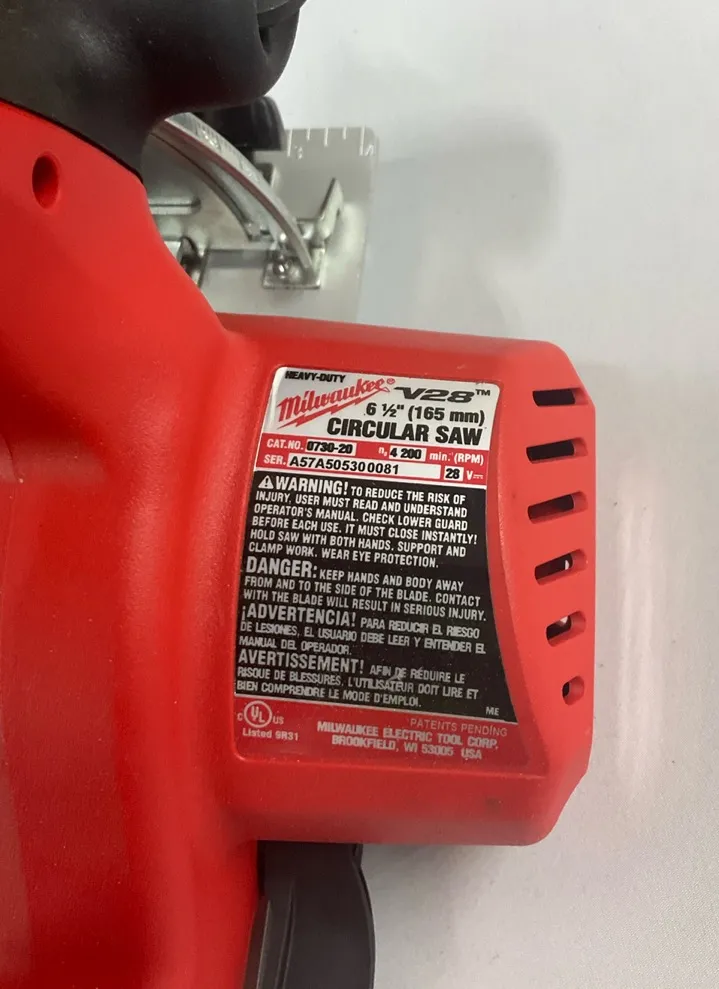 HEAVY-DUTY
Milwaukee® V28™
6 ½" (165 mm)
CIRCULAR SAW
CAT.NO. 0730-20 n₀ 4 200 min.⁻(RPM)
SER. A57A505300081 28 V⎓
⚠WARNING! TO REDUCE THE RISK OF
INJURY, USER MUST READ AND UNDERSTAND
OPERATOR'S MANUAL. CHECK LOWER GUARD
BEFORE EACH USE. IT MUST CLOSE INSTANTLY!
HOLD SAW WITH BOTH HANDS. SUPPORT AND
CLAMP WORK. WEAR EYE PROTECTION.
DANGER: KEEP HANDS AND BODY AWAY
FROM AND TO THE SIDE OF THE BLADE. CONTACT
WITH THE BLADE WILL RESULT IN SERIOUS INJURY.
¡ADVERTENCIA! PARA REDUCIR EL RIESGO
DE LESIONES, EL USUARIO DEBE LEER Y ENTENDER EL
MANUAL DEL OPERADOR.
AVERTISSEMENT! AFIN DE RÉDUIRE LE
RISQUE DE BLESSURES, L'UTILISATEUR DOIT LIRE ET
BIEN COMPRENDRE LE MODE D'EMPLOI.
ME
C UL US
Listed 9R31
PATENTS PENDING
MILWAUKEE ELECTRIC TOOL CORP.
BROOKFIELD, WI 53005 USA